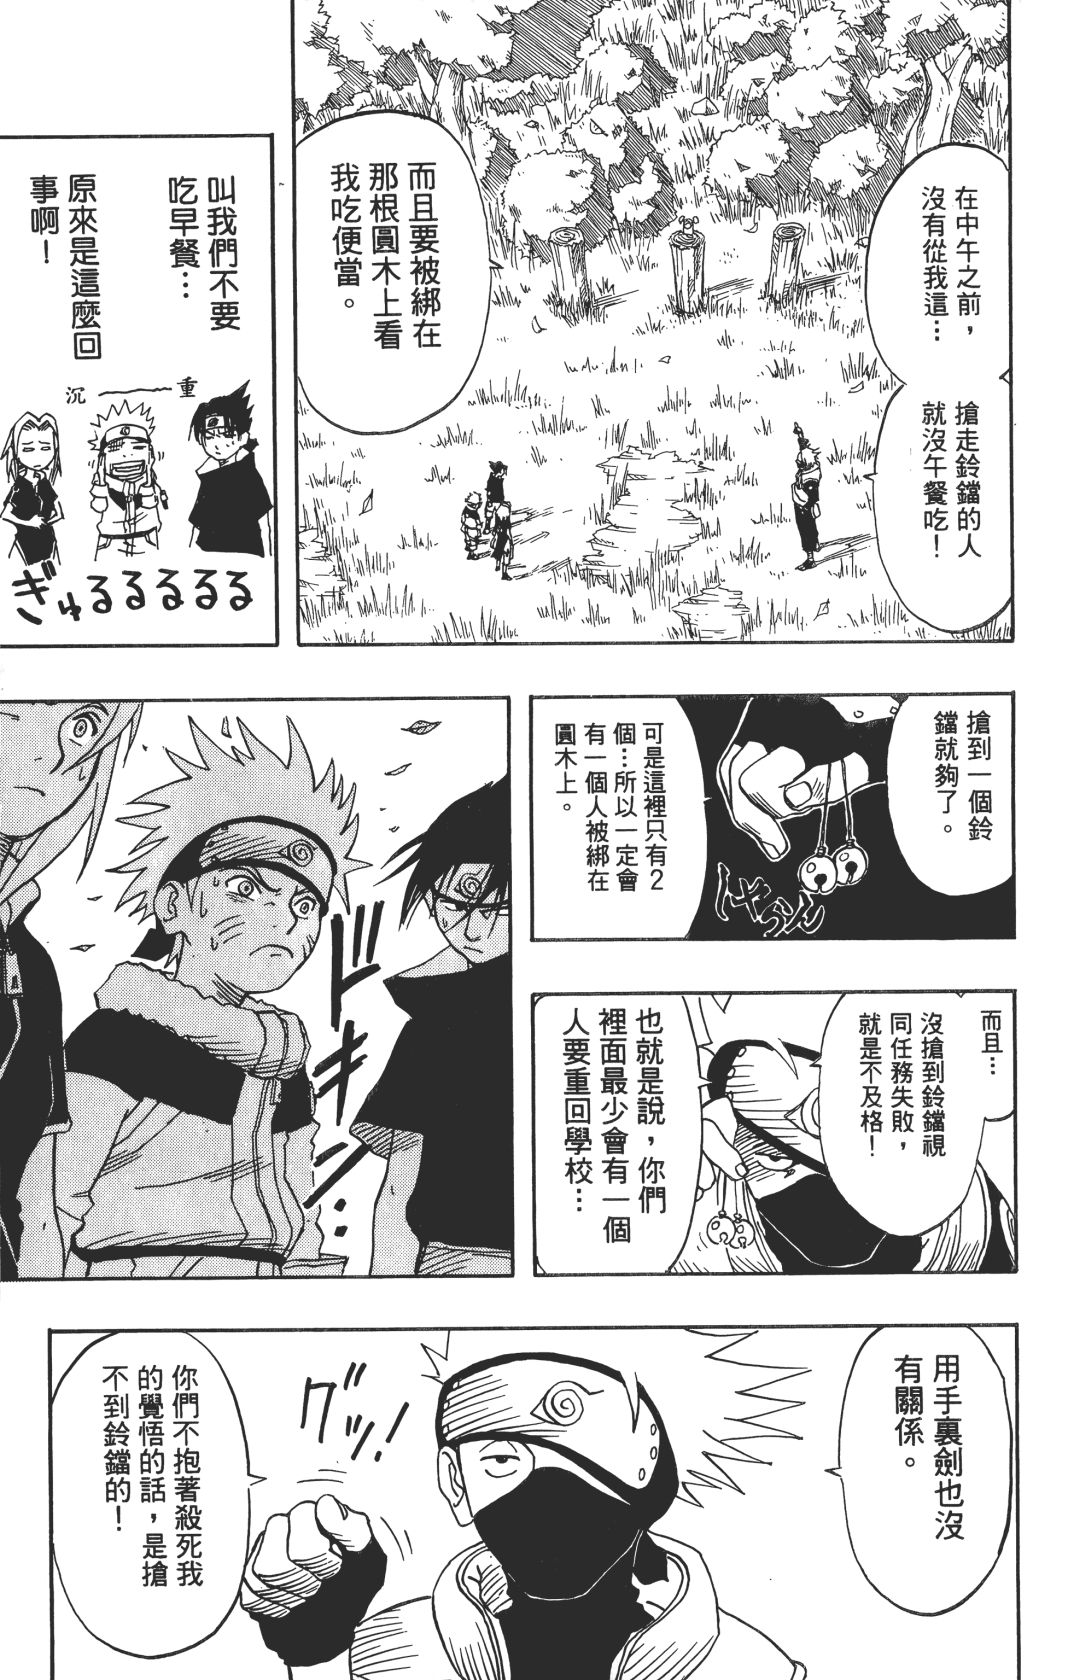 在中午之前，
沒有從我這…
搶走鈴鐺的人
就沒午餐吃！
而且要被綁在
那根圓木上看
我吃便當。
叫我們不要
吃早餐…
原來是這麼回
事啊！
沉
重
ぎゅるるるるる
搶到一個鈴
鐺就夠了。
可是這裡只有2
個…所以一定會
有一個人被綁在
圓木上。
而且…
沒搶到鈴鐺視
同任務失敗，
就是不及格！
也就是說，你們
裡面最少會有一個
人要重回學校…
ドキーン…
用手裏劍也沒
有關係。
グッ！
你們不抱著殺死我
的覺悟的話，是搶
不到鈴鐺的！